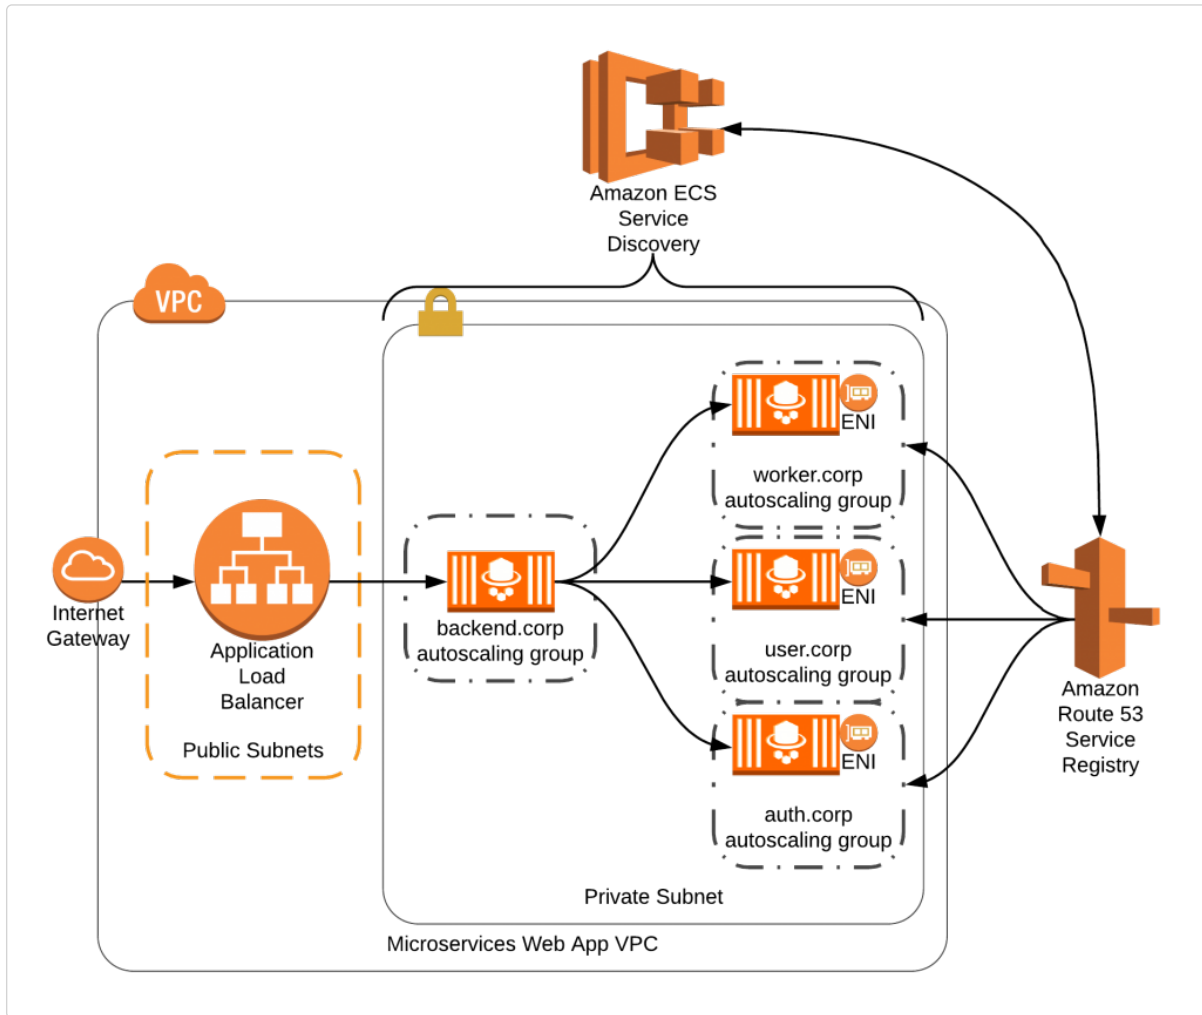 Amazon ECS
Service
Discovery
VPC
ENI
worker.corp
autoscaling group
Internet
Gateway
Application
Load
Balancer
Public Subnets
backend.corp
autoscaling group
ENI
user.corp
autoscaling group
Amazon
Route 53
Service
Registry
ENI
auth.corp
autoscaling group
Private Subnet
Microservices Web App VPC